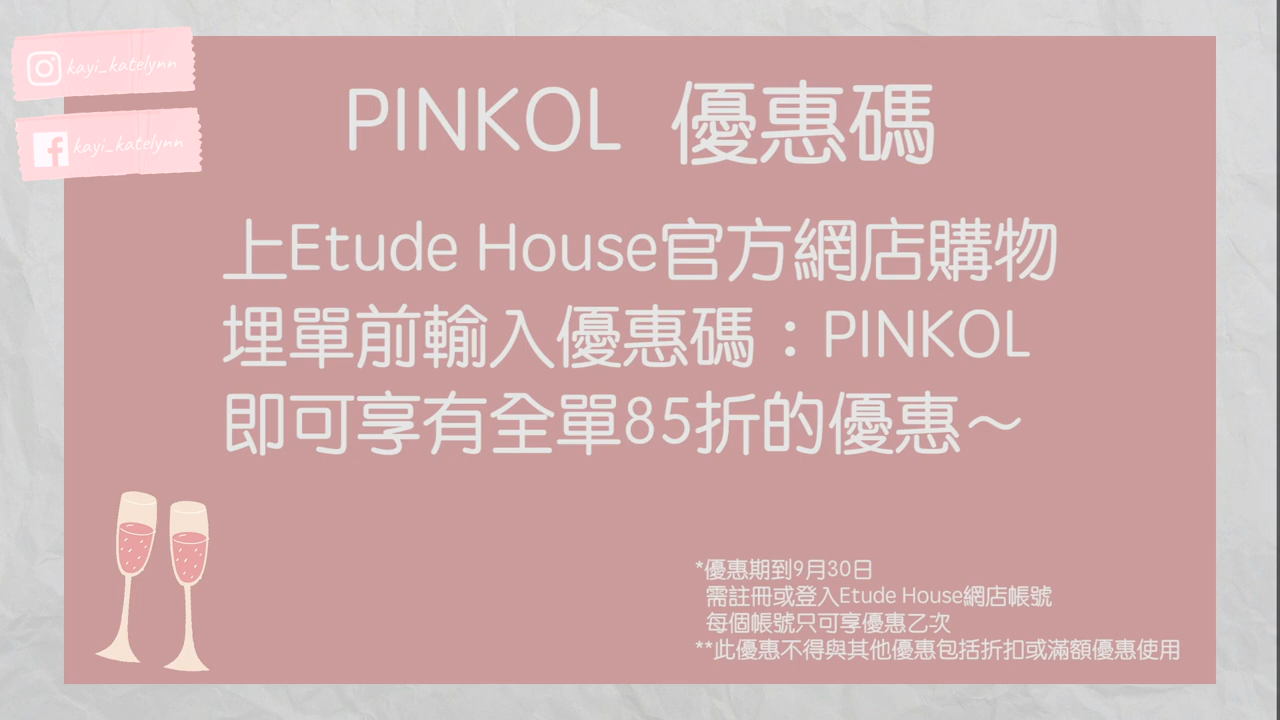 kayi_katelynn
kayi_katelynn
PINKOL 優惠碼
上Etude House官方網店購物
埋單前輸入優惠碼：PINKOL
即可享有全單85折的優惠～
*優惠期到9月30日
需註冊或登入Etude House網店帳號
每個帳號只可享優惠乙次
**此優惠不得與其他優惠包括折扣或滿額優惠使用